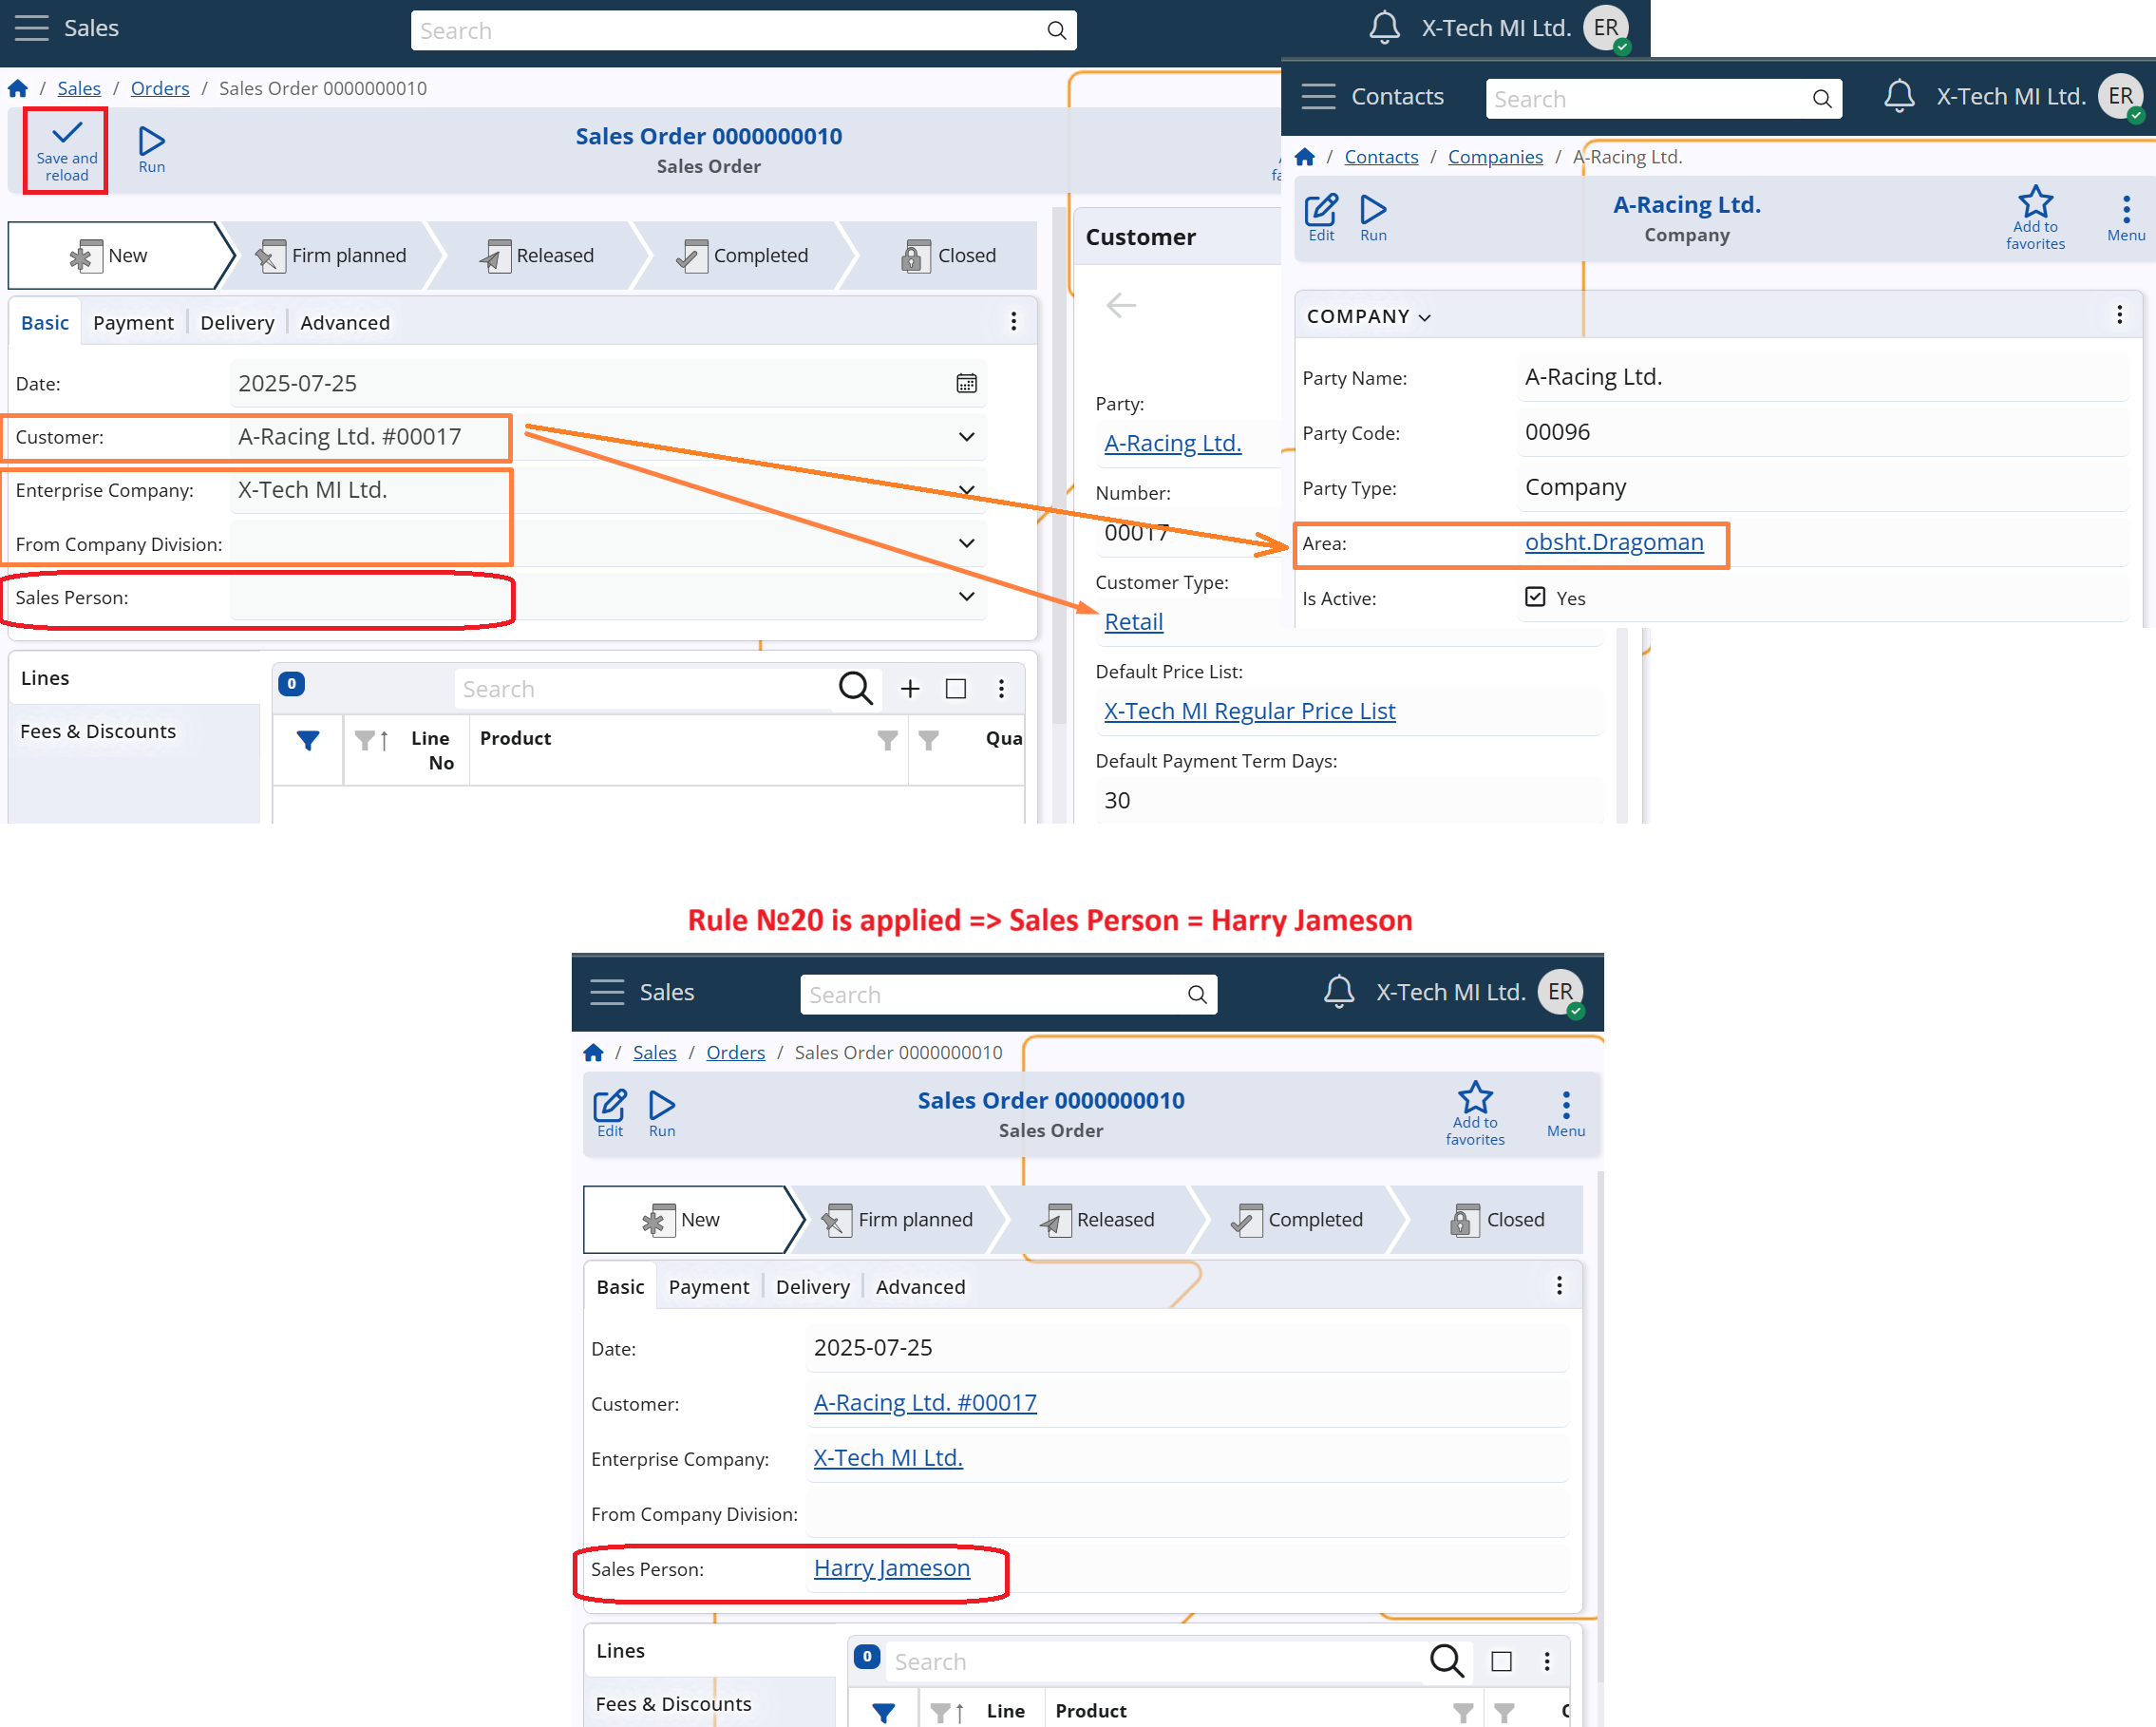 Sales
Search
X-Tech MI Ltd.
ER
/ Sales / Orders / Sales Order 0000000010
Save and
reload
Run
Sales Order 0000000010
Sales Order
New
Firm planned
Released
Completed
Closed
Basic
Payment
Delivery
Advanced
Date:
2025-07-25
Customer:
A-Racing Ltd. #00017
Enterprise Company:
X-Tech MI Ltd.
From Company Division:
Sales Person:
Lines
Fees & Discounts
0
Search
Line
No
Product
Qua
Customer
Party:
A-Racing Ltd.
Number:
00017
Customer Type:
Retail
Default Price List:
X-Tech MI Regular Price List
Default Payment Term Days:
30
Contacts
Search
X-Tech MI Ltd.
ER
/ Contacts / Companies / A-Racing Ltd.
Edit
Run
A-Racing Ltd.
Company
Add to
favorites
Menu
COMPANY
Party Name:
A-Racing Ltd.
Party Code:
00096
Party Type:
Company
Area:
obsht.Dragoman
Is Active:
Yes
Rule №20 is applied => Sales Person = Harry Jameson
Sales
Search
X-Tech MI Ltd.
ER
/ Sales / Orders / Sales Order 0000000010
Edit
Run
Sales Order 0000000010
Sales Order
Add to
favorites
Menu
New
Firm planned
Released
Completed
Closed
Basic
Payment
Delivery
Advanced
Date:
2025-07-25
Customer:
A-Racing Ltd. #00017
Enterprise Company:
X-Tech MI Ltd.
From Company Division:
Sales Person:
Harry Jameson
Lines
Fees & Discounts
0
Search
Line
Product